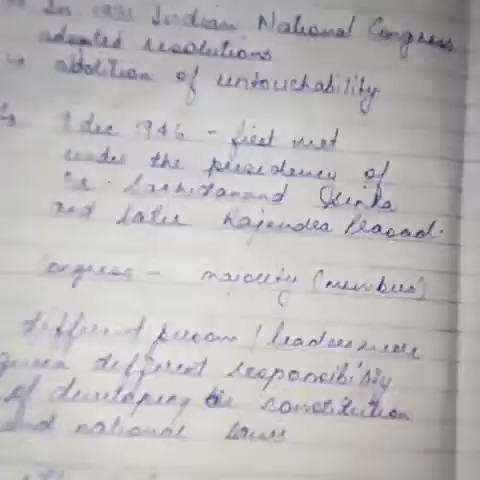 In 1931 Indian National Congress
adopted resolutions
abolition of untouchability
9 dec 1946 - first met
under the presidency of
Sachidanand Sinha
and later Rajendra Prasad.
ongress - majority (members)
different person / leaders were
given different responsibility
of developing the constitution
and national laws